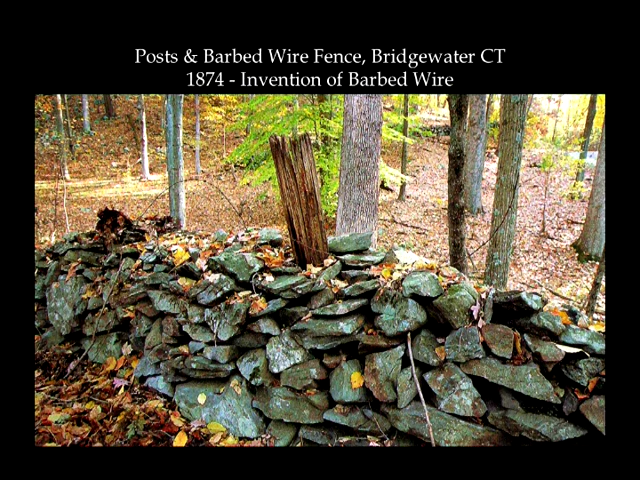 Posts & Barbed Wire Fence, Bridgewater CT
1874 - Invention of Barbed Wire